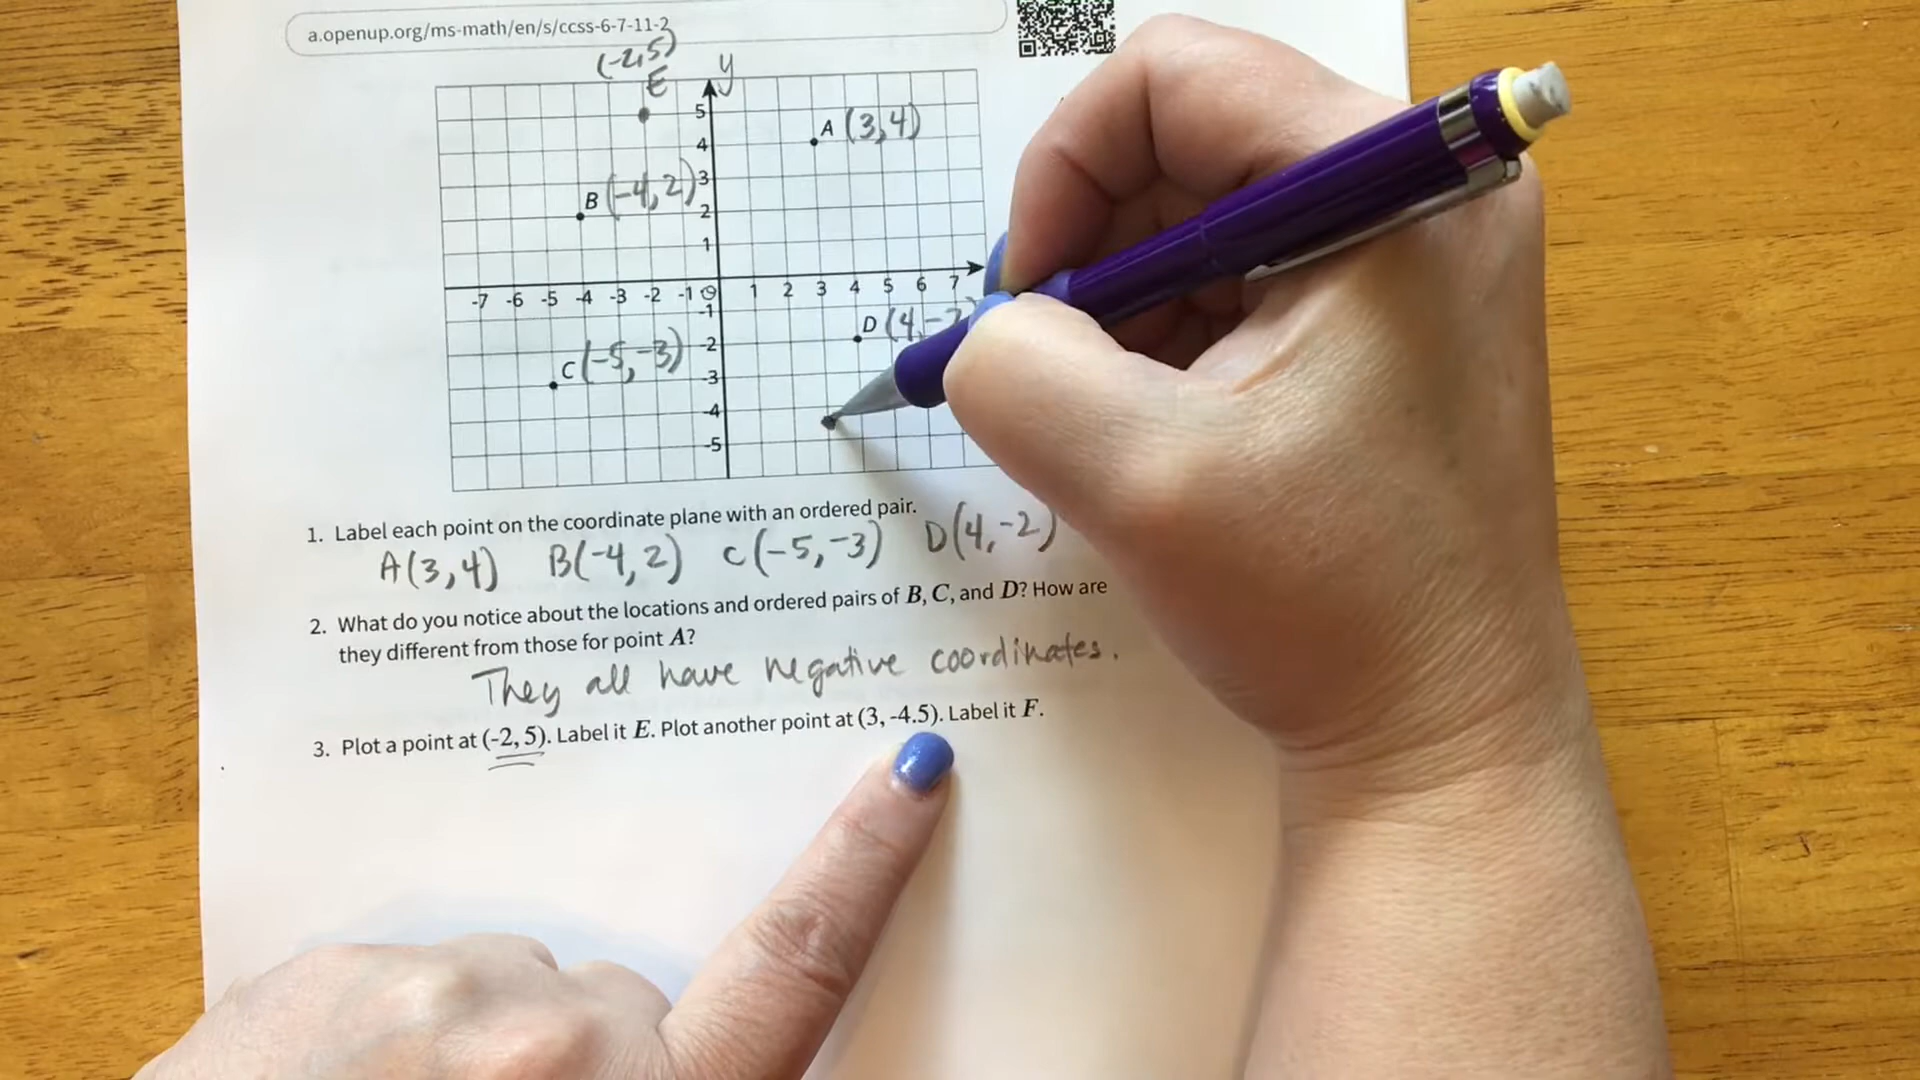 a.openup.org/ms-math/en/s/ccss-6-7-11-2
(-2,5)
E
y
5
A (3,4)
4
B (-4,2)
3
2
1
-7 -6 -5 -4 -3 -2 -1 O 1 2 3 4 5 6 7
-1
D (4,-2
-2
C (-5,-3)
-3
-4
-5
1. Label each point on the coordinate plane with an ordered pair.
A(3,4) B(-4,2) C(-5,-3) D(4,-2)
2. What do you notice about the locations and ordered pairs of B, C, and D? How are
they different from those for point A?
They all have negative coordinates.
3. Plot a point at (-2, 5). Label it E. Plot another point at (3, -4.5). Label it F.